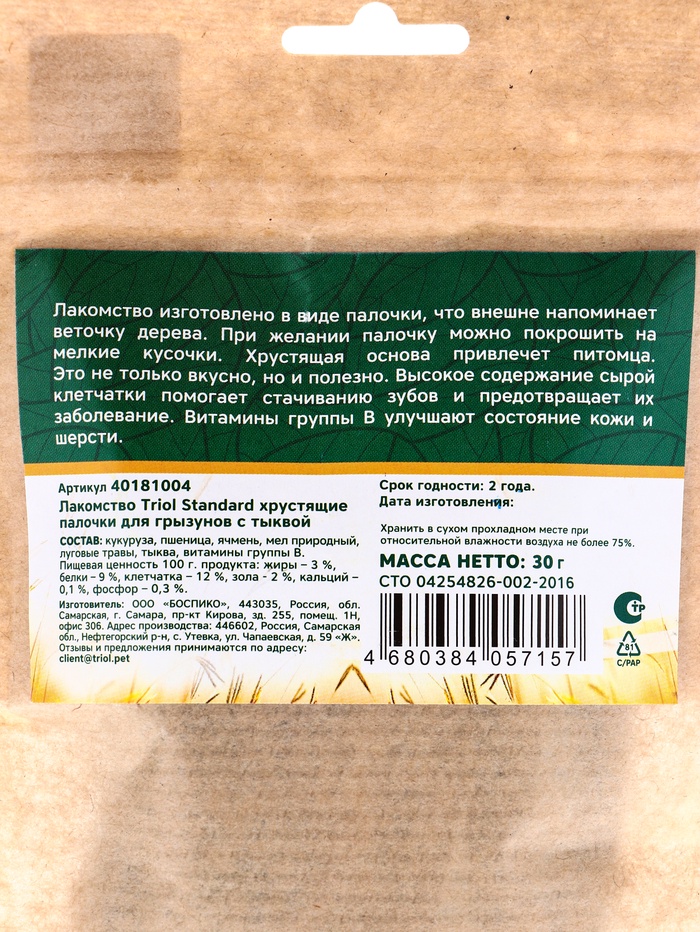 Лакомство изготовлено в виде палочки, что внешне напоминает
веточку дерева. При желании палочку можно покрошить на
мелкие кусочки. Хрустящая основа привлечет питомца.
Это не только вкусно, но и полезно. Высокое содержание сырой
клетчатки помогает стачиванию зубов и предотвращает их
заболевание. Витамины группы В улучшают состояние кожи и
шерсти.
Артикул 40181004
Лакомство Triol Standard хрустящие
палочки для грызунов с тыквой
СОСТАВ: кукуруза, пшеница, ячмень, мел природный,
луговые травы, тыква, витамины группы В.
Пищевая ценность 100 г. продукта: жиры – 3 %,
белки – 9 %, клетчатка – 12 %, зола - 2 %, кальций –
0,1 %, фосфор – 0,3 %.
Изготовитель: ООО «БОСПИКО», 443035, Россия, обл.
Самарская, г. Самара, пр-кт Кирова, зд. 255, помещ. 1Н,
офис 306. Адрес производства: 446602, Россия, Самарская
обл., Нефтегорский р-н, с. Утевка, ул. Чапаевская, д. 59 «Ж».
Отзывы и предложения принимаются по адресу:
client@triol.pet
Срок годности: 2 года.
Дата изготовления:
Хранить в сухом прохладном месте при
относительной влажности воздуха не более 75%.
МАССА НЕТТО: 30 г
СТО 04254826-002-2016
4 680384 057157
СТР
81
C/PAP